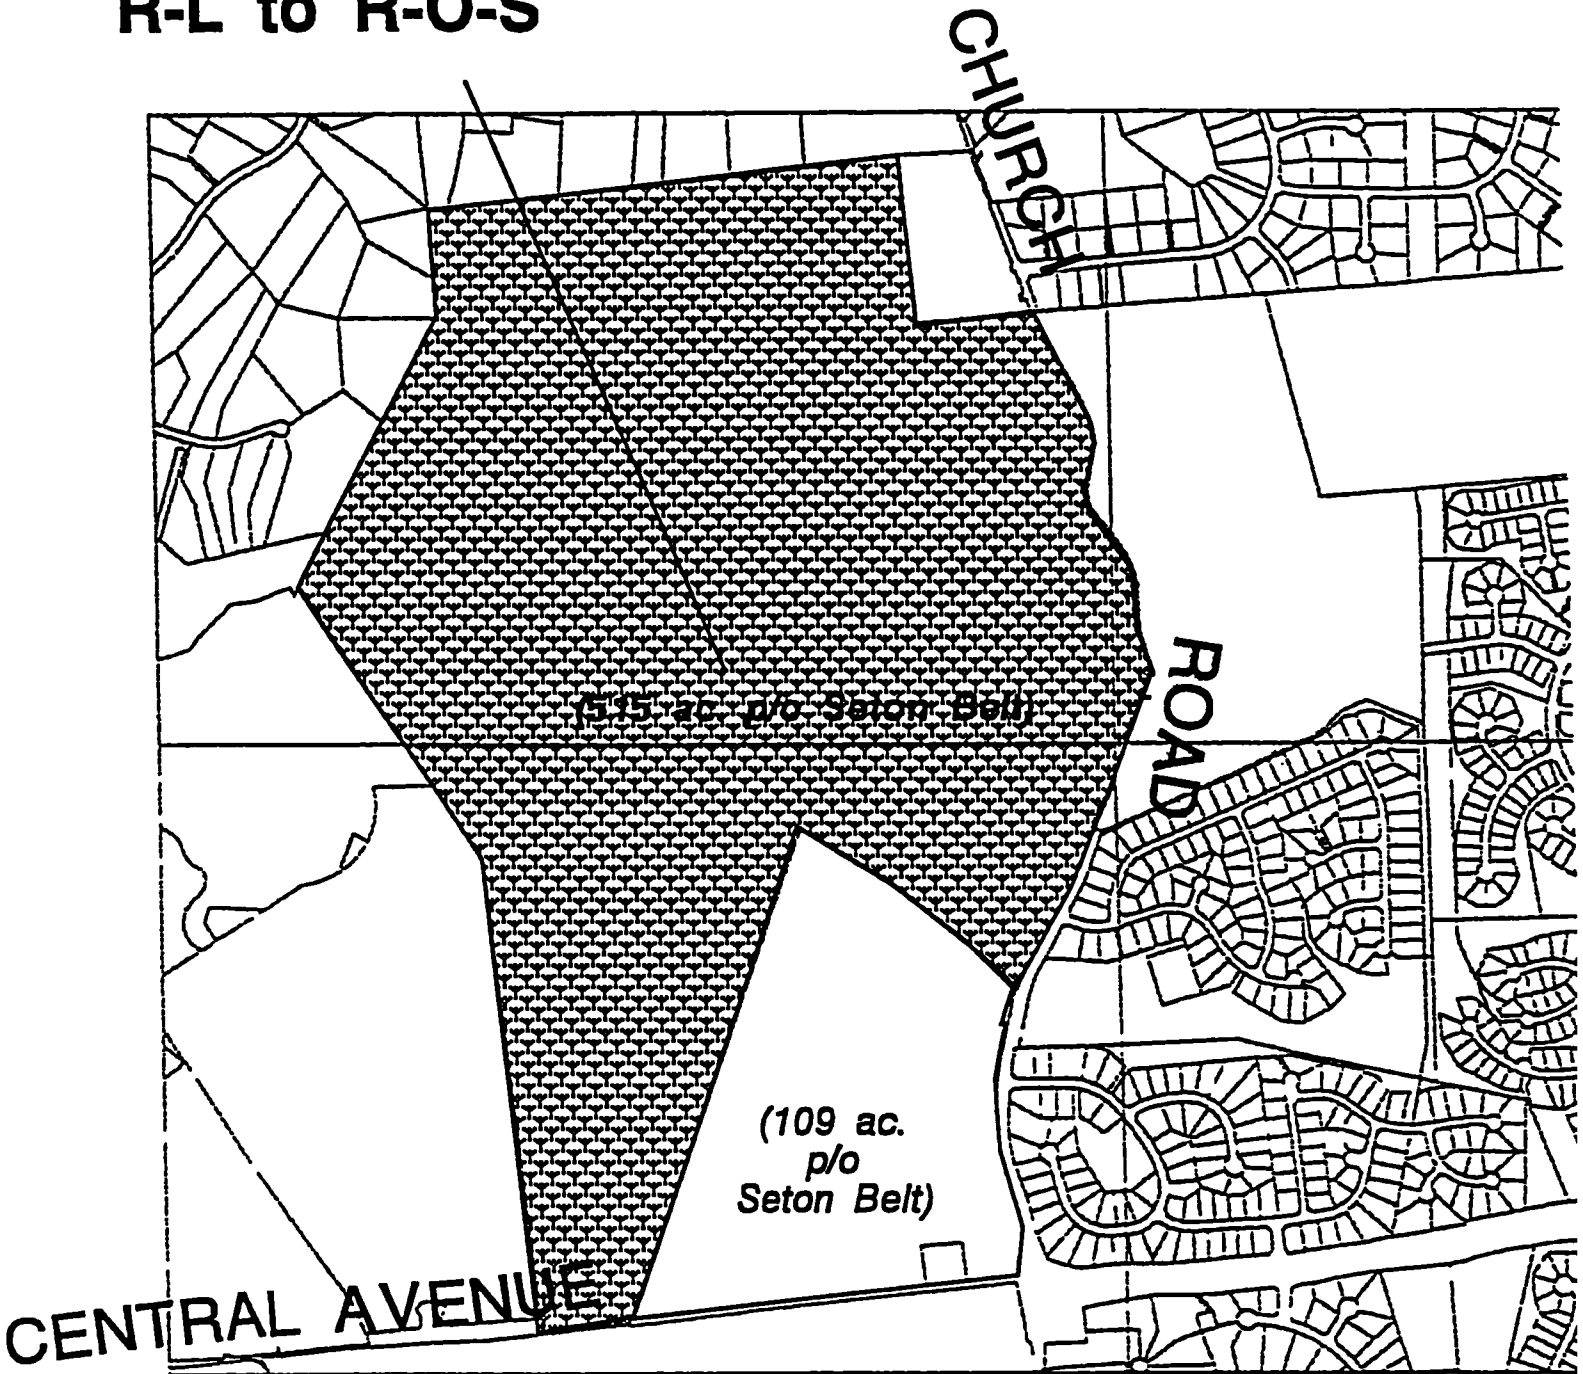 R-L to R-O-S
CHURCH
ROAD
(515 ac. p/o Seton Belt)
(109 ac.
p/o
Seton Belt)
CENTRAL AVENUE